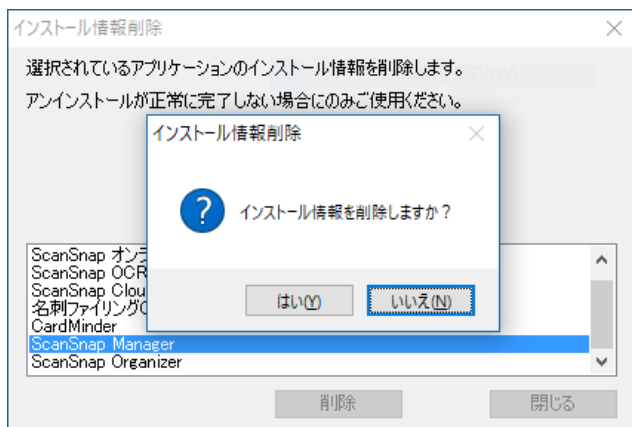 インストール情報削除
選択されているアプリケーションのインストール情報を削除します。
アンインストールが正常に完了しない場合にのみご使用ください。
インストール情報削除
インストール情報を削除しますか？
はい(Y)
いいえ(N)
ScanSnap オンラ
ScanSnap OCR
ScanSnap Clou
名刺ファイリングO
CardMinder
ScanSnap Manager
ScanSnap Organizer
削除
閉じる